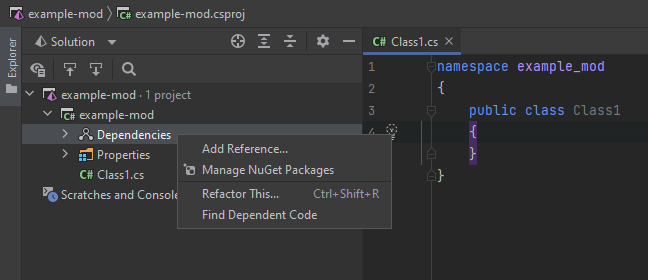 example-mod > example-mod.csproj
Explorer
Solution
Class1.cs ×
example-mod · 1 project
example-mod
Dependencies
Properties
C# Class1.cs
Scratches and Console
Add Reference...
Manage NuGet Packages
Refactor This... Ctrl+Shift+R
Find Dependent Code
1 namespace example_mod
2 {
3 public class Class1
4 {
5 }
6 }